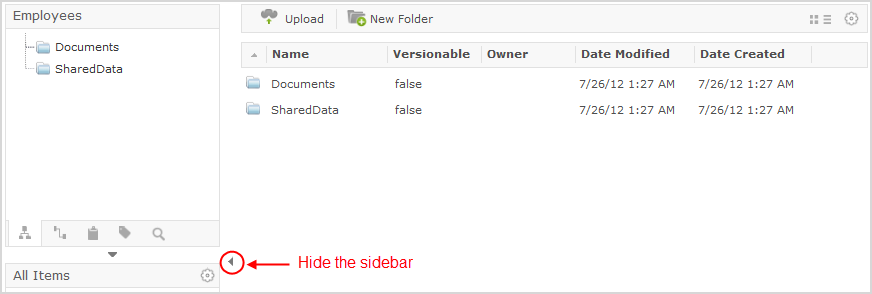 Employees
Documents
SharedData
All Items
Upload New Folder
Name Versionable Owner Date Modified Date Created
Documents false 7/26/12 1:27 AM 7/26/12 1:27 AM
SharedData false 7/26/12 1:27 AM 7/26/12 1:27 AM
Hide the sidebar